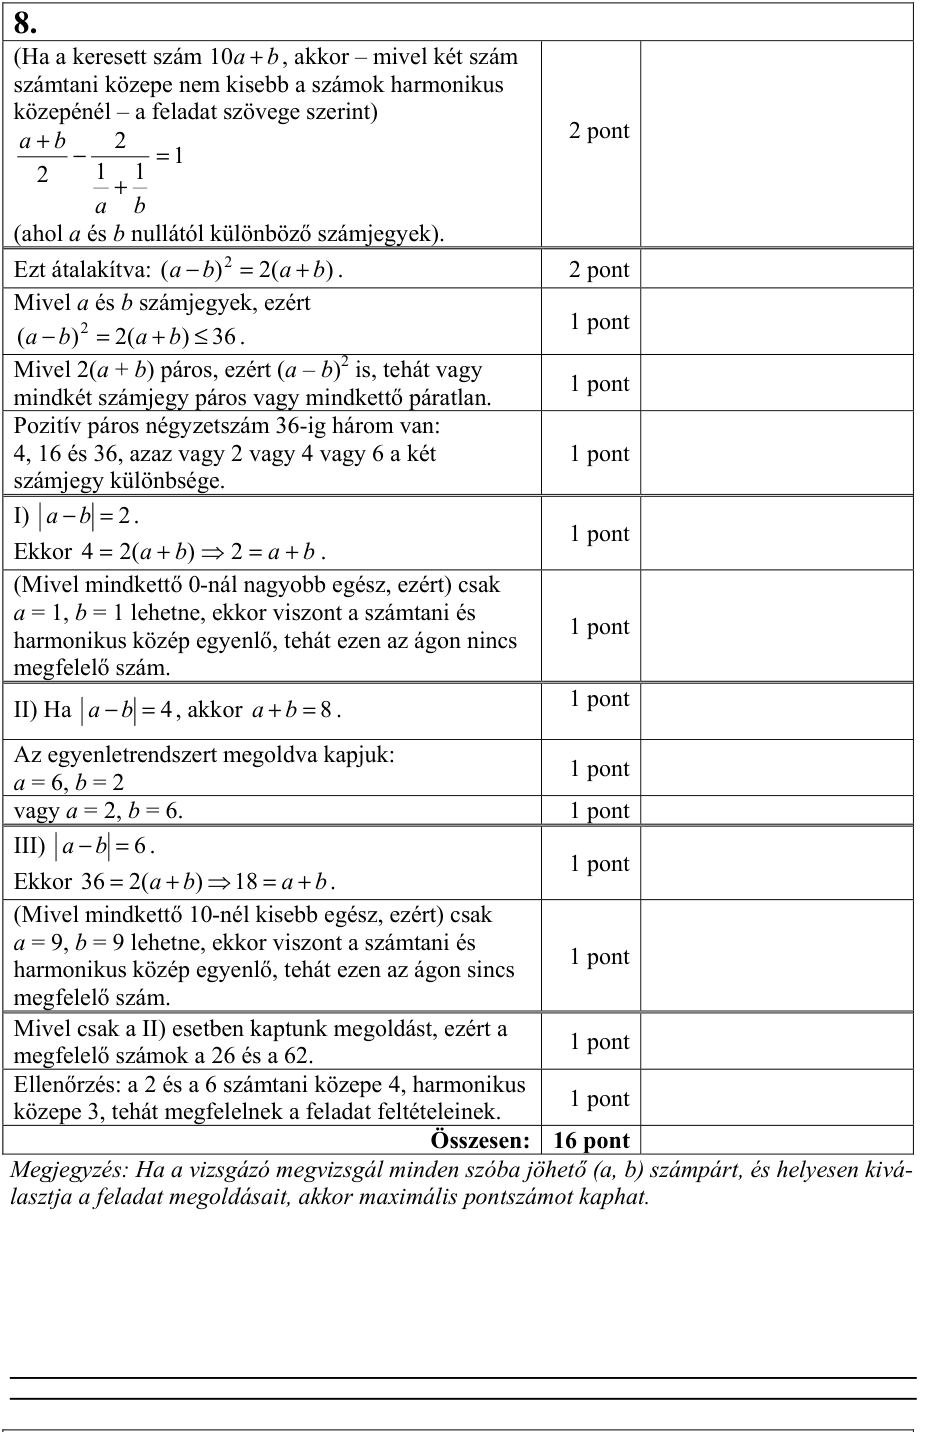 8.
(Ha a keresett szám 10a + b, akkor – mivel két szám
számtani közepe nem kisebb a számok harmonikus
közepénél – a feladat szövege szerint)
2 pont
\frac{a+b}{2} − \frac{2}{\frac{1}{a}+\frac{1}{b}} = 1
(ahol a és b nullától különböző számjegyek).
Ezt átalakítva: (a − b)² = 2(a + b). 2 pont
Mivel a és b számjegyek, ezért
(a − b)² = 2(a + b) ≤ 36.
1 pont
Mivel 2(a + b) páros, ezért (a – b)² is, tehát vagy
mindkét számjegy páros vagy mindkettő páratlan.
1 pont
Pozitív páros négyzetszám 36-ig három van:
4, 16 és 36, azaz vagy 2 vagy 4 vagy 6 a két
számjegy különbsége.
1 pont
I) |a − b| = 2.
Ekkor 4 = 2(a + b) ⇒ 2 = a + b.
1 pont
(Mivel mindkettő 0-nál nagyobb egész, ezért) csak
a = 1, b = 1 lehetne, ekkor viszont a számtani és
harmonikus közép egyenlő, tehát ezen az ágon nincs
megfelelő szám.
1 pont
II) Ha |a − b| = 4, akkor a + b = 8. 1 pont
Az egyenletrendszert megoldva kapjuk:
a = 6, b = 2
1 pont
vagy a = 2, b = 6. 1 pont
III) |a − b| = 6.
Ekkor 36 = 2(a + b) ⇒ 18 = a + b.
1 pont
(Mivel mindkettő 10-nél kisebb egész, ezért) csak
a = 9, b = 9 lehetne, ekkor viszont a számtani és
harmonikus közép egyenlő, tehát ezen az ágon sincs
megfelelő szám.
1 pont
Mivel csak a II) esetben kaptunk megoldást, ezért a
megfelelő számok a 26 és a 62.
1 pont
Ellenőrzés: a 2 és a 6 számtani közepe 4, harmonikus
közepe 3, tehát megfelelnek a feladat feltételeinek.
1 pont
Összesen: 16 pont
Megjegyzés: Ha a vizsgázó megvizsgál minden szóba jöhető (a, b) számpárt, és helyesen kivá-
lasztja a feladat megoldásait, akkor maximális pontszámot kaphat.